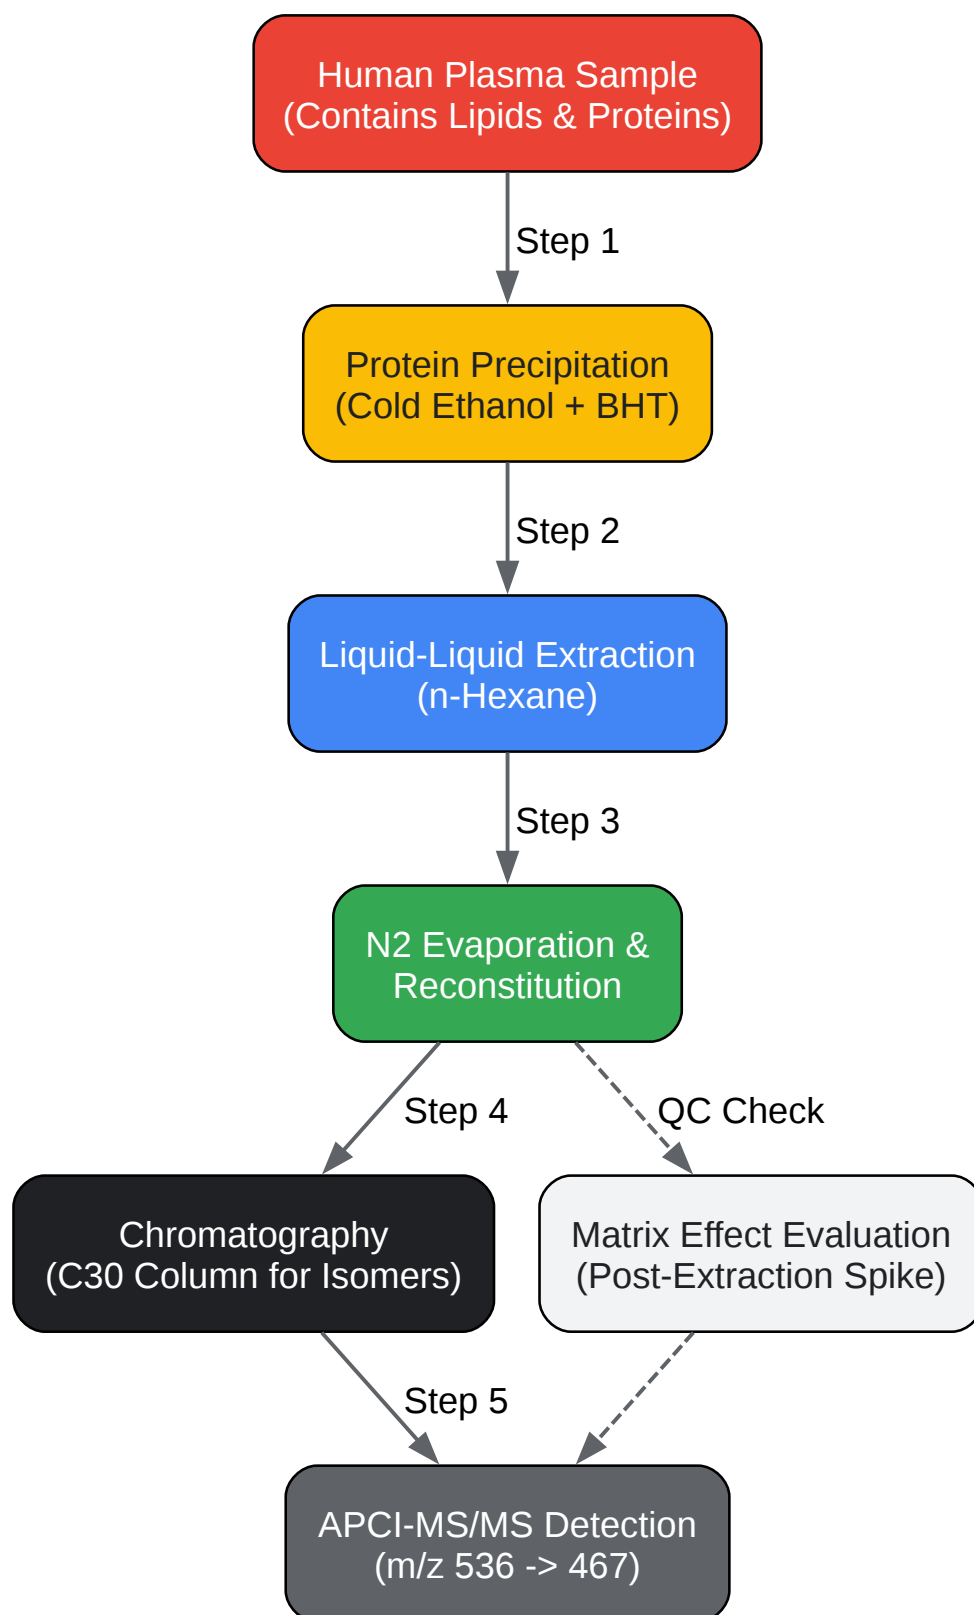 Human Plasma Sample
(Contains Lipids & Proteins)
Step 1
Protein Precipitation
(Cold Ethanol + BHT)
Step 2
Liquid-Liquid Extraction
(n-Hexane)
Step 3
N2 Evaporation &
Reconstitution
Step 4
QC Check
Chromatography
(C30 Column for Isomers)
Matrix Effect Evaluation
(Post-Extraction Spike)
Step 5
APCI-MS/MS Detection
(m/z 536 -> 467)